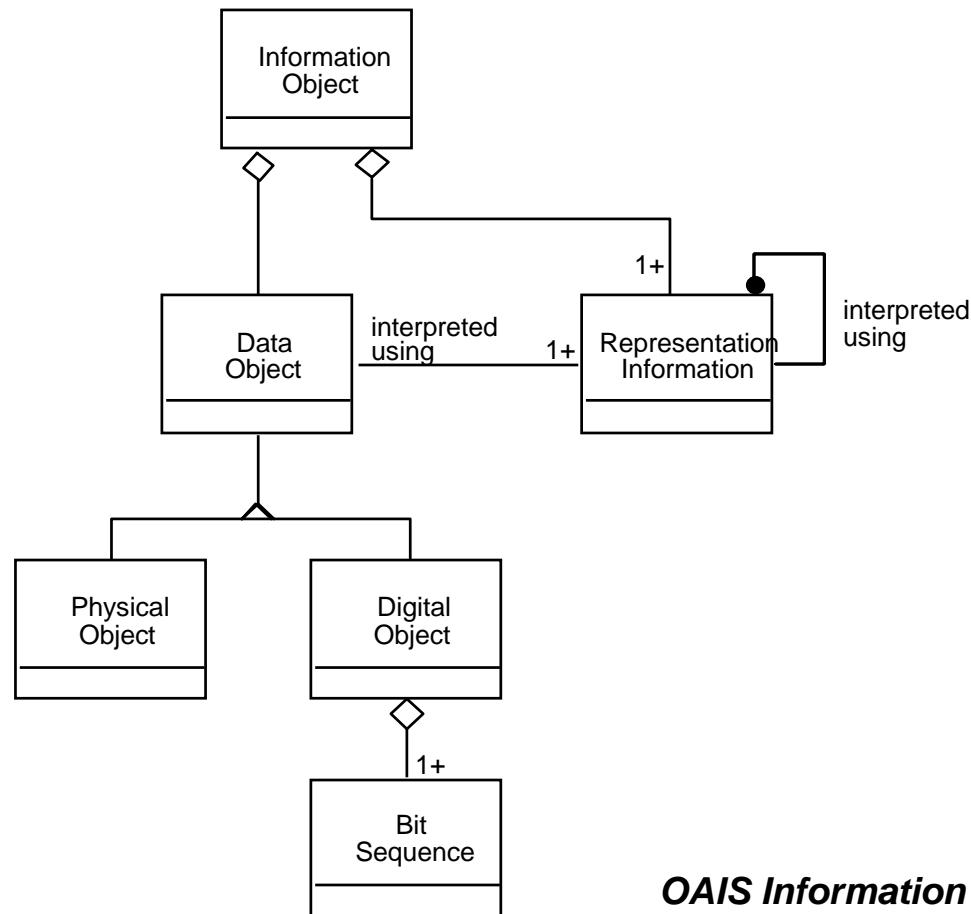 Information
Object
1+
interpreted
using
Data
Object
interpreted
using
1+
Representation
Information
Physical
Object
Digital
Object
1+
Bit
Sequence
OAIS Information